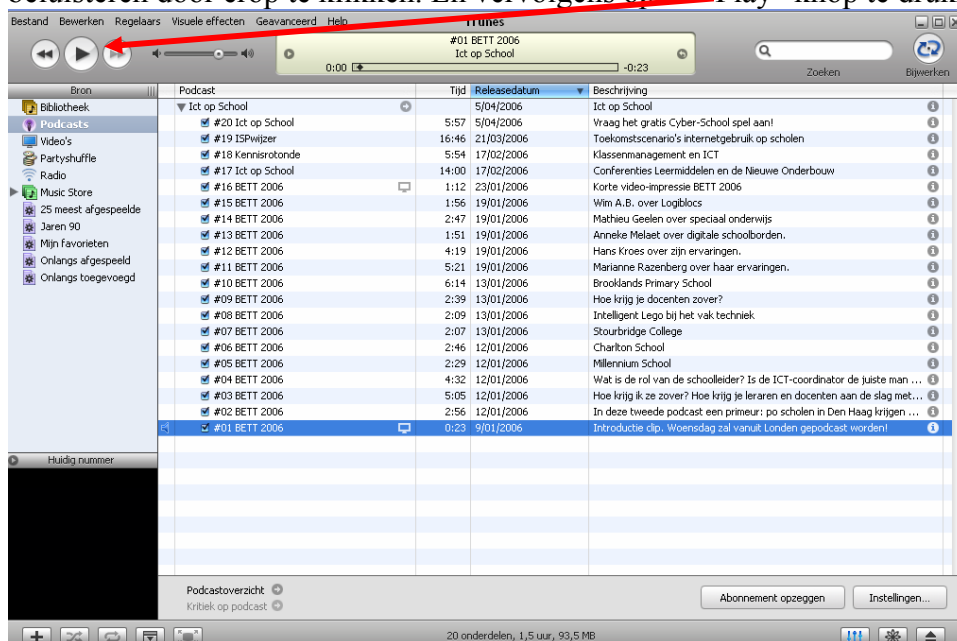 beluisteren door erop te klikken. En vervolgens op de "Play" knop te druk
Bestand Bewerken Regelaars Visuele effecten Geavanceerd Help
iTunes
#01 BETT 2006
Ict op School
0:00 -0:23
Zoeken
Bijwerken
Bron
Bibliotheek
Podcasts
Video's
Partyshuffle
Radio
Music Store
25 meest afgespeelde
Jaren 90
Mijn favorieten
Onlangs afgespeeld
Onlangs toegevoegd
Huidig nummer
Podcast Tijd Releasedatum Beschrijving
Ict op School 5/04/2006 Ict op School
#20 Ict op School 5:57 5/04/2006 Vraag het gratis Cyber-School spel aan!
#19 ISPwijzer 16:46 21/03/2006 Toekomstscenario's internetgebruik op scholen
#18 Kennisrotonde 5:54 17/02/2006 Klassenmanagement en ICT
#17 Ict op School 14:00 17/02/2006 Conferenties Leermiddelen en de Nieuwe Onderbouw
#16 BETT 2006 1:12 23/01/2006 Korte video-impressie BETT 2006
#15 BETT 2006 1:56 19/01/2006 Wim A.B. over Logiblocs
#14 BETT 2006 2:47 19/01/2006 Mathieu Geelen over speciaal onderwijs
#13 BETT 2006 1:51 19/01/2006 Anneke Melaet over digitale schoolborden.
#12 BETT 2006 4:19 19/01/2006 Hans Kroes over zijn ervaringen.
#11 BETT 2006 5:21 19/01/2006 Marianne Razenberg over haar ervaringen.
#10 BETT 2006 6:14 13/01/2006 Brooklands Primary School
#09 BETT 2006 2:39 13/01/2006 Hoe krijg je docenten zover?
#08 BETT 2006 2:09 13/01/2006 Intelligent Lego bij het vak techniek
#07 BETT 2006 2:07 13/01/2006 Stourbridge College
#06 BETT 2006 2:46 12/01/2006 Charlton School
#05 BETT 2006 2:29 12/01/2006 Millennium School
#04 BETT 2006 4:32 12/01/2006 Wat is de rol van de schoolleider? Is de ICT-coordinator de juiste man ...
#03 BETT 2006 5:05 12/01/2006 Hoe krijg ik ze zover? Hoe krijg je leraren en docenten aan de slag met...
#02 BETT 2006 2:56 12/01/2006 In deze tweede podcast een primeur: po scholen in Den Haag krijgen ...
#01 BETT 2006 0:23 9/01/2006 Introductie clip. Woensdag zal vanuit Londen gepodcast worden!
Podcastoverzicht
Kritiek op podcast
Abonnement opzeggen
Instellingen...
20 onderdelen, 1,5 uur, 93,5 MB